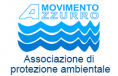 MOVIMENTO
AZZURRO
Associazione di
protezione ambientale